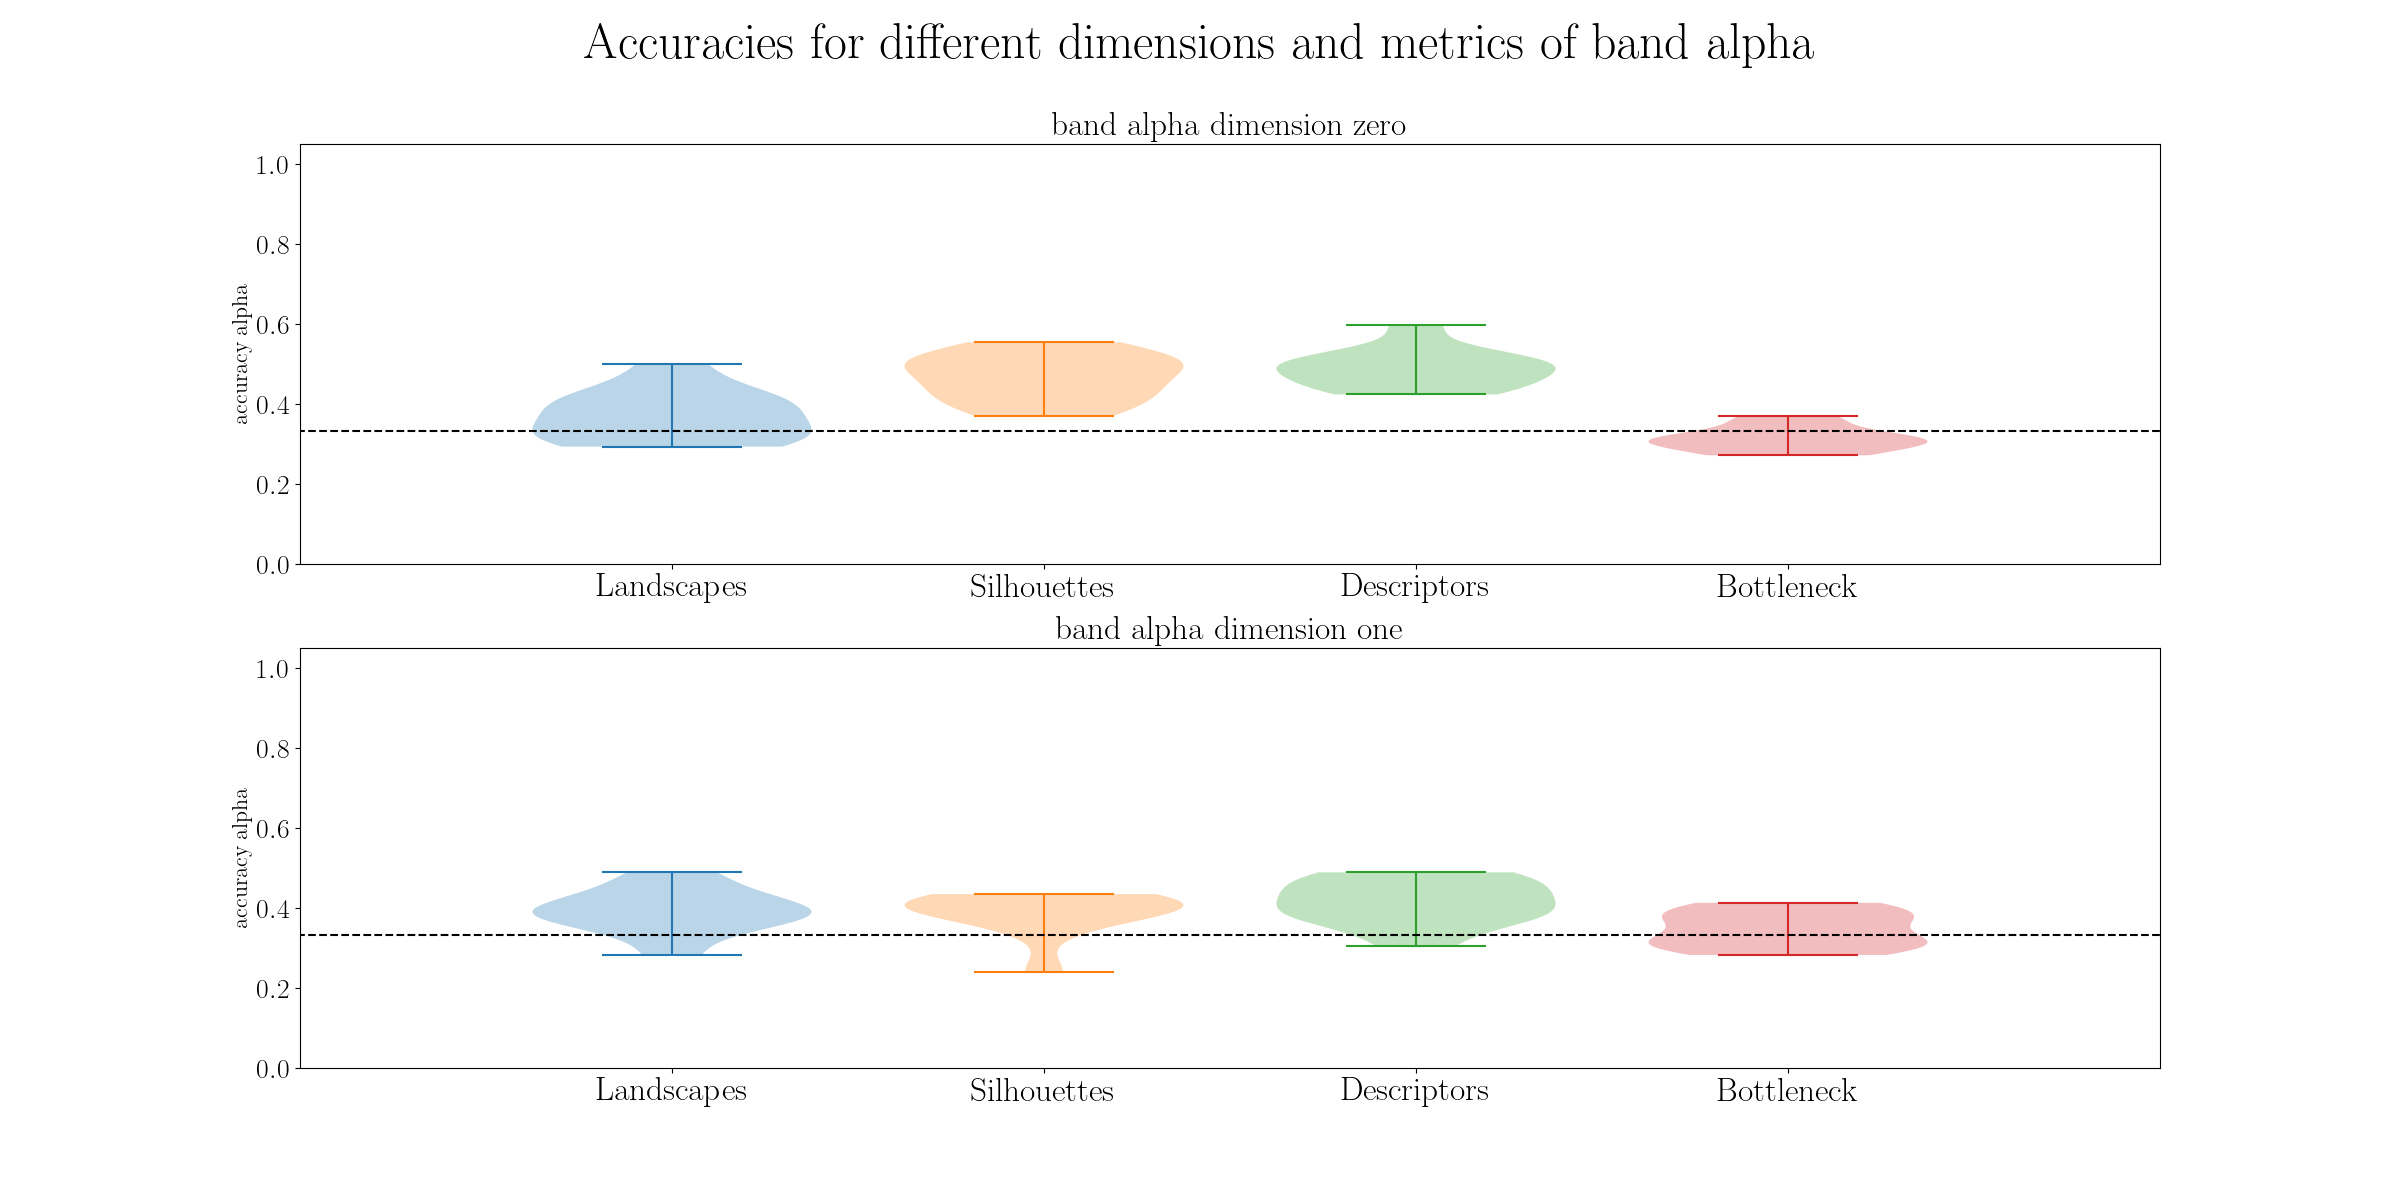 Accuracies for different dimensions and metrics of band alpha
band alpha dimension zero
accuracy alpha
1.0
0.8
0.6
0.4
0.2
0.0
Landscapes Silhouettes Descriptors Bottleneck
band alpha dimension one
accuracy alpha
1.0
0.8
0.6
0.4
0.2
0.0
Landscapes Silhouettes Descriptors Bottleneck